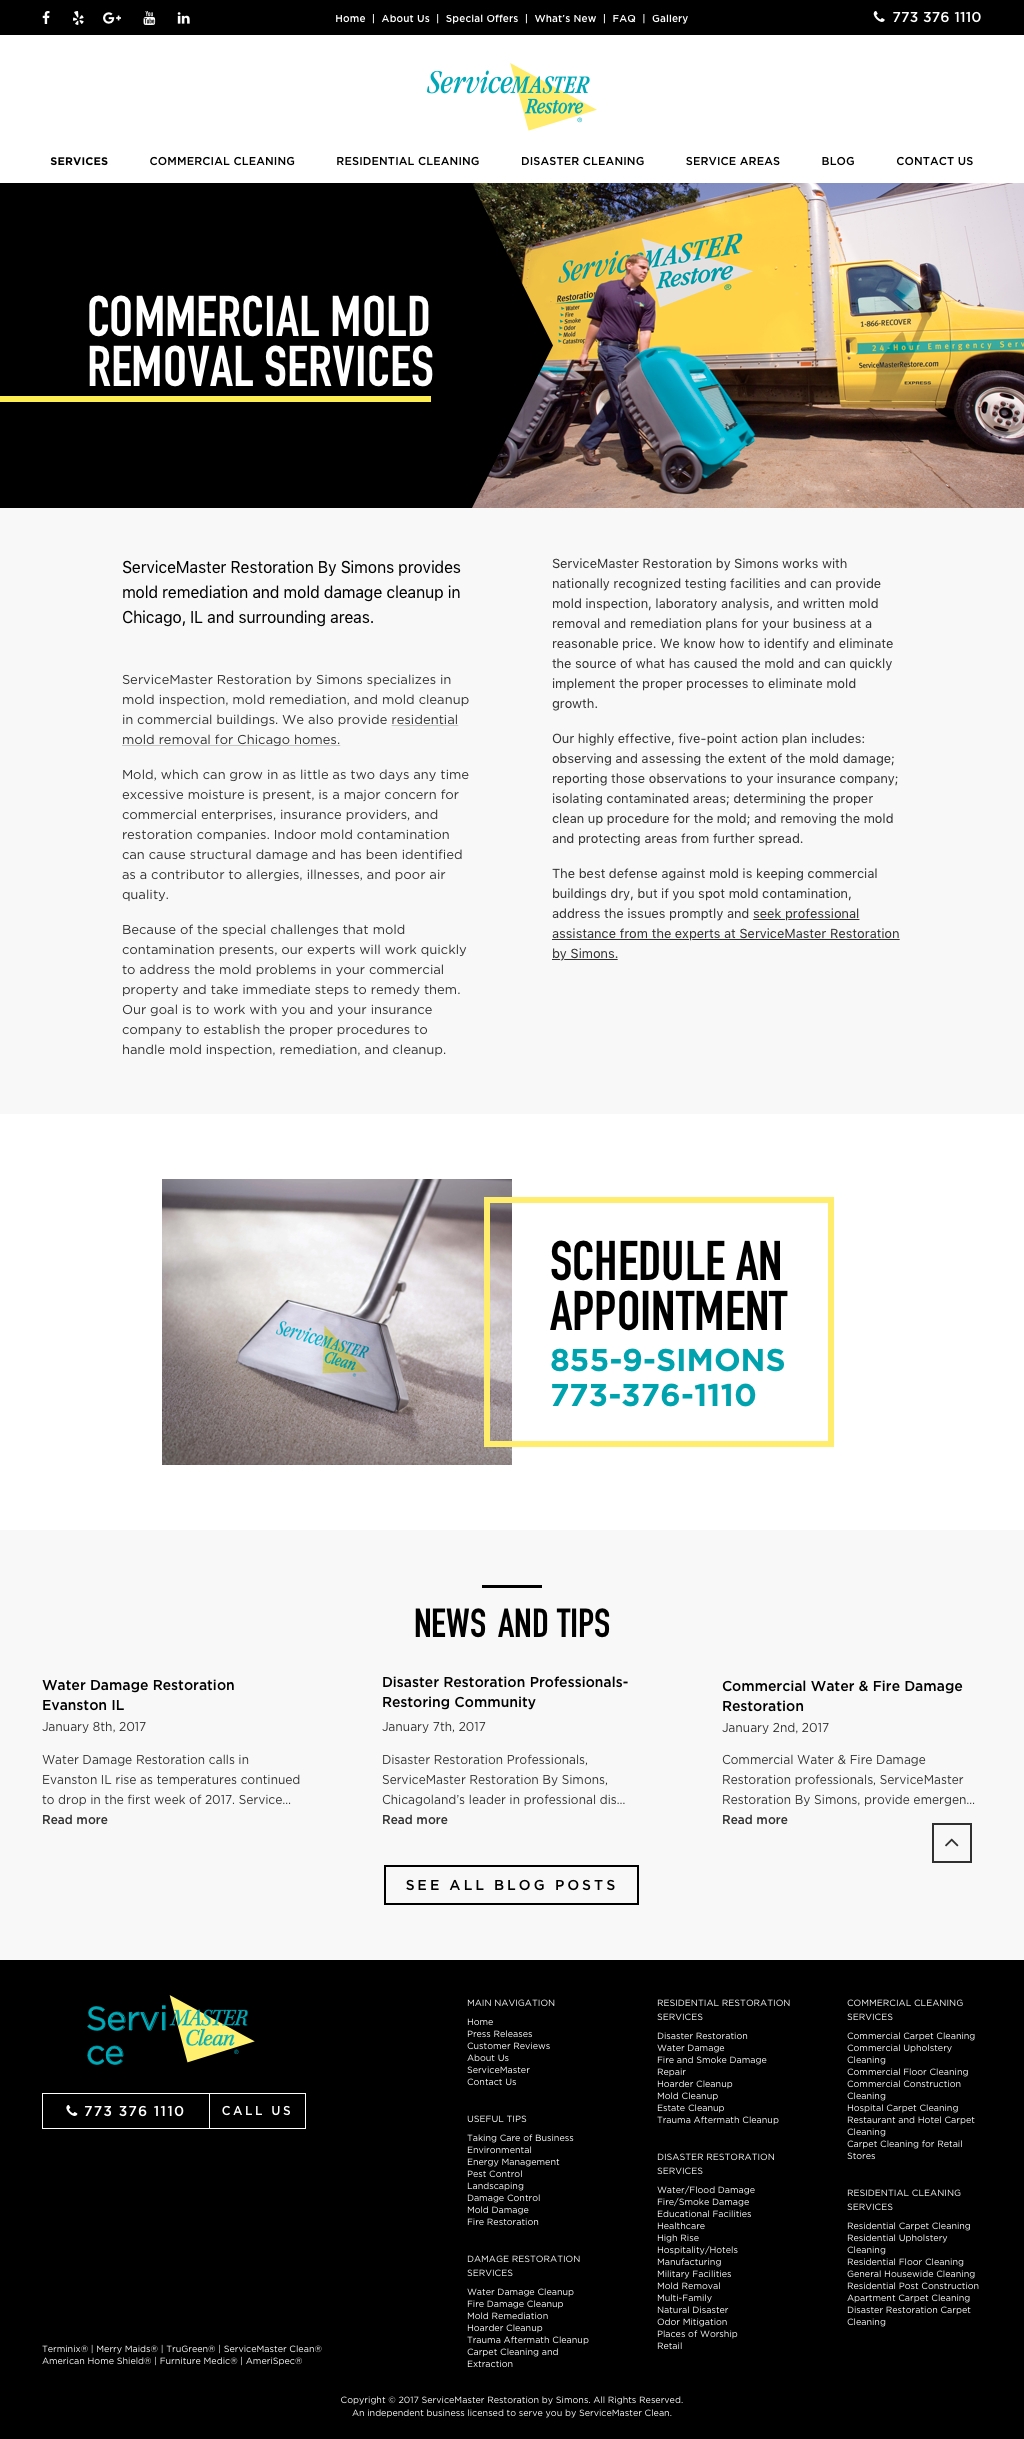 Home | About Us | Special Offers | What's New | FAQ | Gallery
773 376 1110
ServiceMASTER
Restore®
SERVICES
COMMERCIAL CLEANING
RESIDENTIAL CLEANING
DISASTER CLEANING
SERVICE AREAS
BLOG
CONTACT US
COMMERCIAL MOLD
REMOVAL SERVICES
ServiceMASTER
Restore®
Restoration
Water
Fire
Smoke
Odor
Mold
1-866-RECOVER
24-Hour Emergency Serv
ServiceMasterRestore.com
EXPRESS
ServiceMaster Restoration By Simons provides
mold remediation and mold damage cleanup in
Chicago, IL and surrounding areas.
ServiceMaster Restoration by Simons specializes in
mold inspection, mold remediation, and mold cleanup
in commercial buildings. We also provide residential
mold removal for Chicago homes.
Mold, which can grow in as little as two days any time
excessive moisture is present, is a major concern for
commercial enterprises, insurance providers, and
restoration companies. Indoor mold contamination
can cause structural damage and has been identified
as a contributor to allergies, illnesses, and poor air
quality.
Because of the special challenges that mold
contamination presents, our experts will work quickly
to address the mold problems in your commercial
property and take immediate steps to remedy them.
Our goal is to work with you and your insurance
company to establish the proper procedures to
handle mold inspection, remediation, and cleanup.
ServiceMaster Restoration by Simons works with
nationally recognized testing facilities and can provide
mold inspection, laboratory analysis, and written mold
removal and remediation plans for your business at a
reasonable price. We know how to identify and eliminate
the source of what has caused the mold and can quickly
implement the proper processes to eliminate mold
growth.
Our highly effective, five-point action plan includes:
observing and assessing the extent of the mold damage;
reporting those observations to your insurance company;
isolating contaminated areas; determining the proper
clean up procedure for the mold; and removing the mold
and protecting areas from further spread.
The best defense against mold is keeping commercial
buildings dry, but if you spot mold contamination,
address the issues promptly and seek professional
assistance from the experts at ServiceMaster Restoration
by Simons.
ServiceMASTER
Clean
SCHEDULE AN
APPOINTMENT
855-9-SIMONS
773-376-1110
NEWS AND TIPS
Water Damage Restoration
Evanston IL
January 8th, 2017
Water Damage Restoration calls in
Evanston IL rise as temperatures continued
to drop in the first week of 2017. Service...
Read more
Disaster Restoration Professionals-
Restoring Community
January 7th, 2017
Disaster Restoration Professionals,
ServiceMaster Restoration By Simons,
Chicagoland's leader in professional dis...
Read more
Commercial Water & Fire Damage
Restoration
January 2nd, 2017
Commercial Water & Fire Damage
Restoration professionals, ServiceMaster
Restoration By Simons, provide emergen...
Read more
SEE ALL BLOG POSTS
Servi
ce
MASTER
Clean
773 376 1110
CALL US
Terminix® | Merry Maids® | TruGreen® | ServiceMaster Clean®
American Home Shield® | Furniture Medic® | AmeriSpec®
MAIN NAVIGATION
Home
Press Releases
Customer Reviews
About Us
ServiceMaster
Contact Us
USEFUL TIPS
Taking Care of Business
Environmental
Energy Management
Pest Control
Landscaping
Damage Control
Mold Damage
Fire Restoration
DAMAGE RESTORATION
SERVICES
Water Damage Cleanup
Fire Damage Cleanup
Mold Remediation
Hoarder Cleanup
Trauma Aftermath Cleanup
Carpet Cleaning and
Extraction
RESIDENTIAL RESTORATION
SERVICES
Disaster Restoration
Water Damage
Fire and Smoke Damage
Repair
Hoarder Cleanup
Mold Cleanup
Estate Cleanup
Trauma Aftermath Cleanup
DISASTER RESTORATION
SERVICES
Water/Flood Damage
Fire/Smoke Damage
Educational Facilities
Healthcare
High Rise
Hospitality/Hotels
Manufacturing
Military Facilities
Mold Removal
Multi-Family
Natural Disaster
Odor Mitigation
Places of Worship
Retail
COMMERCIAL CLEANING
SERVICES
Commercial Carpet Cleaning
Commercial Upholstery
Cleaning
Commercial Floor Cleaning
Commercial Construction
Cleaning
Hospital Carpet Cleaning
Restaurant and Hotel Carpet
Cleaning
Carpet Cleaning for Retail
Stores
RESIDENTIAL CLEANING
SERVICES
Residential Carpet Cleaning
Residential Upholstery
Cleaning
Residential Floor Cleaning
General Housewide Cleaning
Residential Post Construction
Apartment Carpet Cleaning
Disaster Restoration Carpet
Cleaning
Copyright © 2017 ServiceMaster Restoration by Simons. All Rights Reserved.
An independent business licensed to serve you by ServiceMaster Clean.